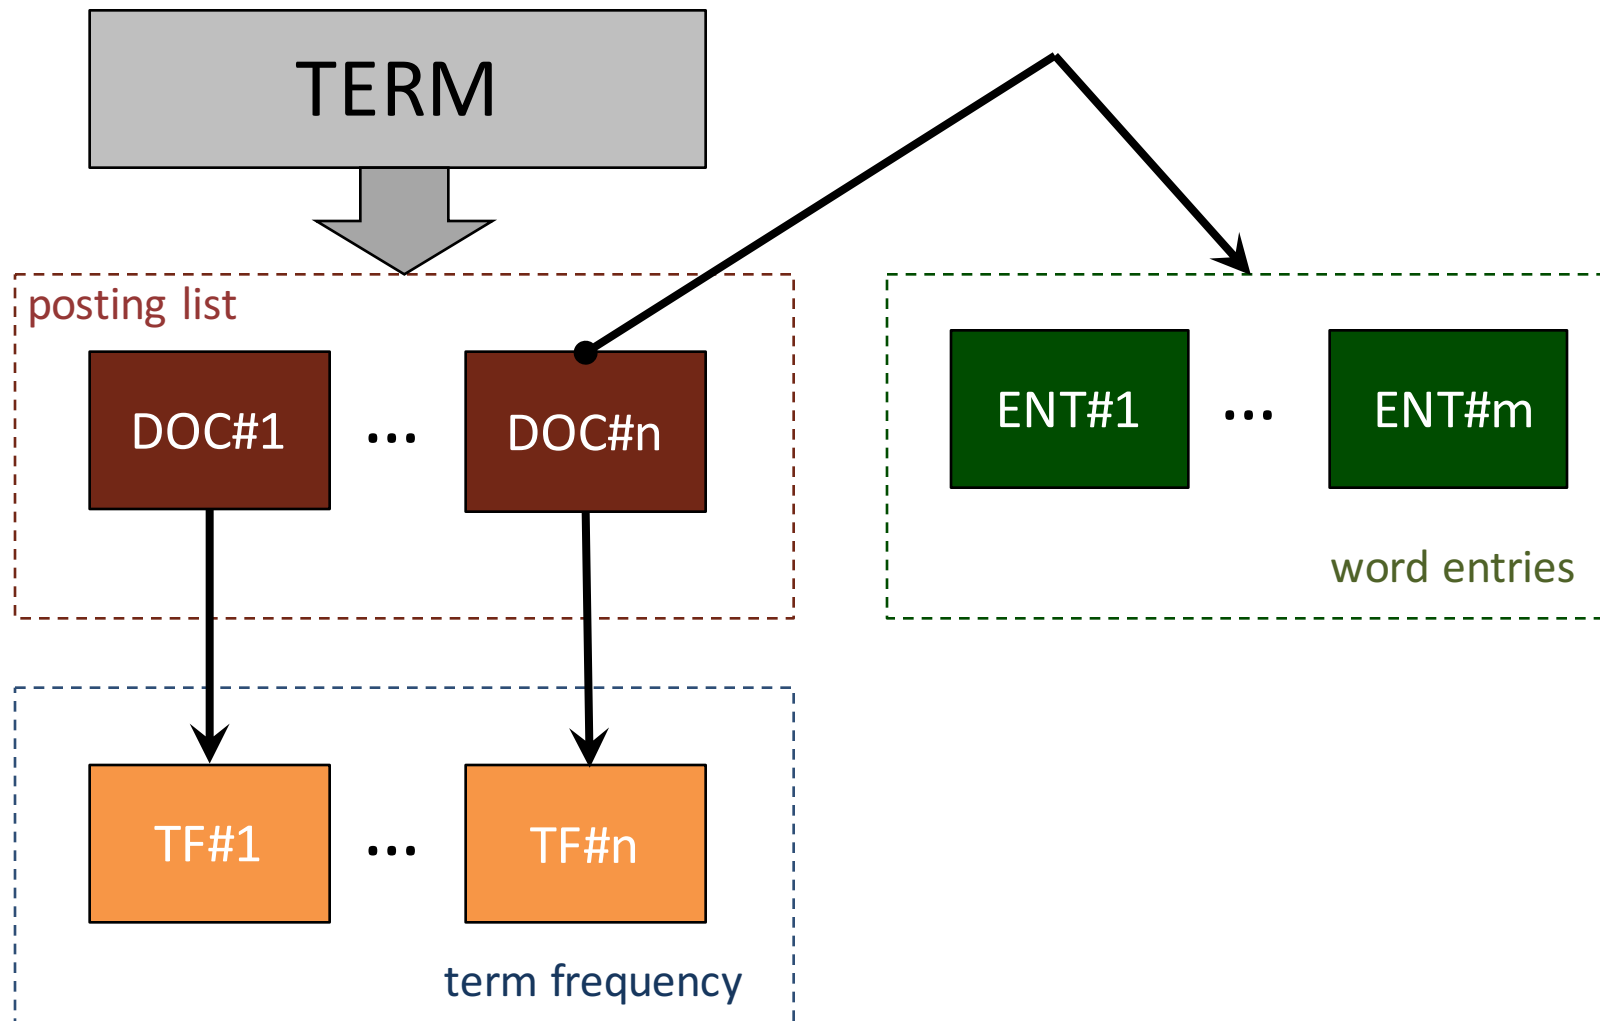 TERM
posting list
DOC#1 ... DOC#n
ENT#1 ... ENT#m
word entries
TF#1 ... TF#n
term frequency